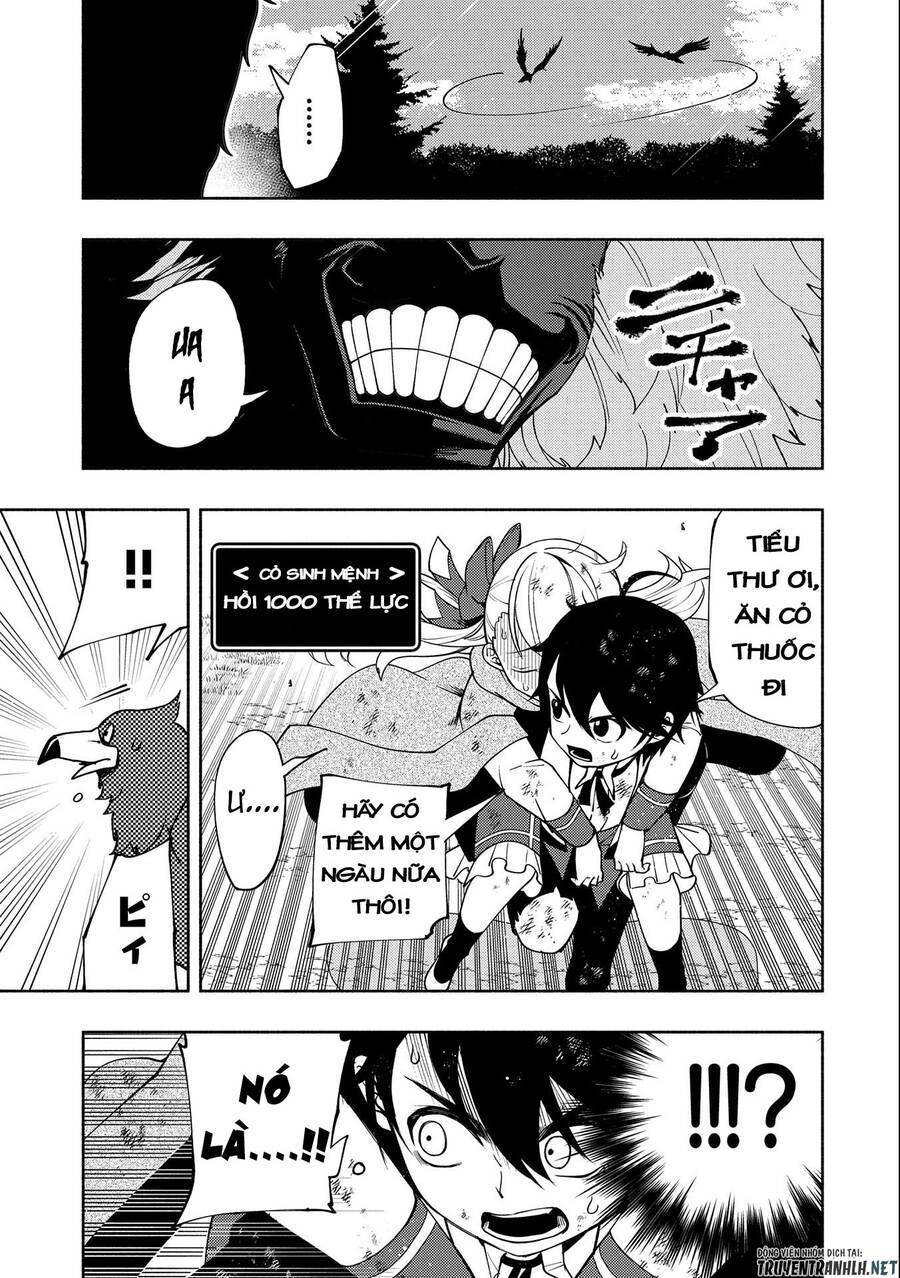 ......
ニチャア
UA
A
TIỂU
THƯ ƠI,
ĂN CỎ
THUỐC
ĐI
< CỎ SINH MỆNH >
HỒI 1000 THỂ LỰC
HÃY CÓ
THÊM MỘT
NGÀU NỮA
THÔI!
Ư....
!!
ピィ
!!!?
NÓ
LÀ.....!!
ĐỘNG VIÊN NHÓM DỊCH TẠI:
TRUYENTRANHLH.NET